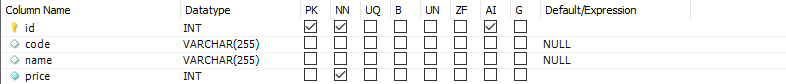 Column Name Datatype PK NN UQ B UN ZF AI G Default/Expression
id INT
code VARCHAR(255) NULL
name VARCHAR(255) NULL
price INT